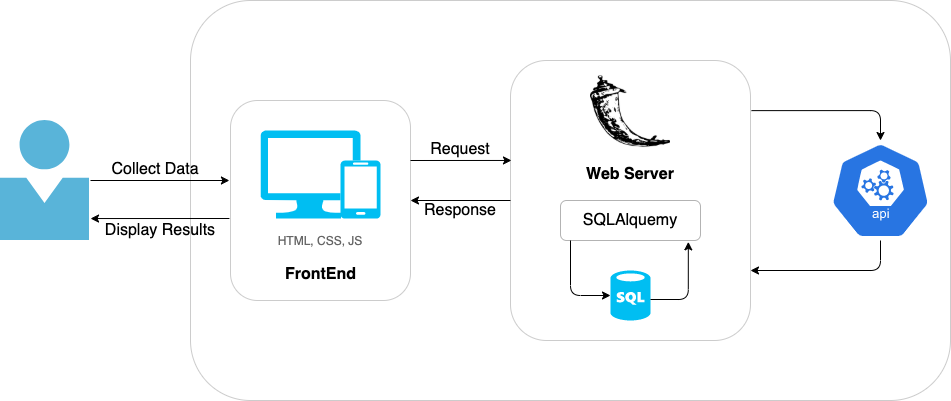 Collect Data
Display Results
HTML, CSS, JS
FrontEnd
Request
Response
Web Server
SQLAlquemy
SQL
api